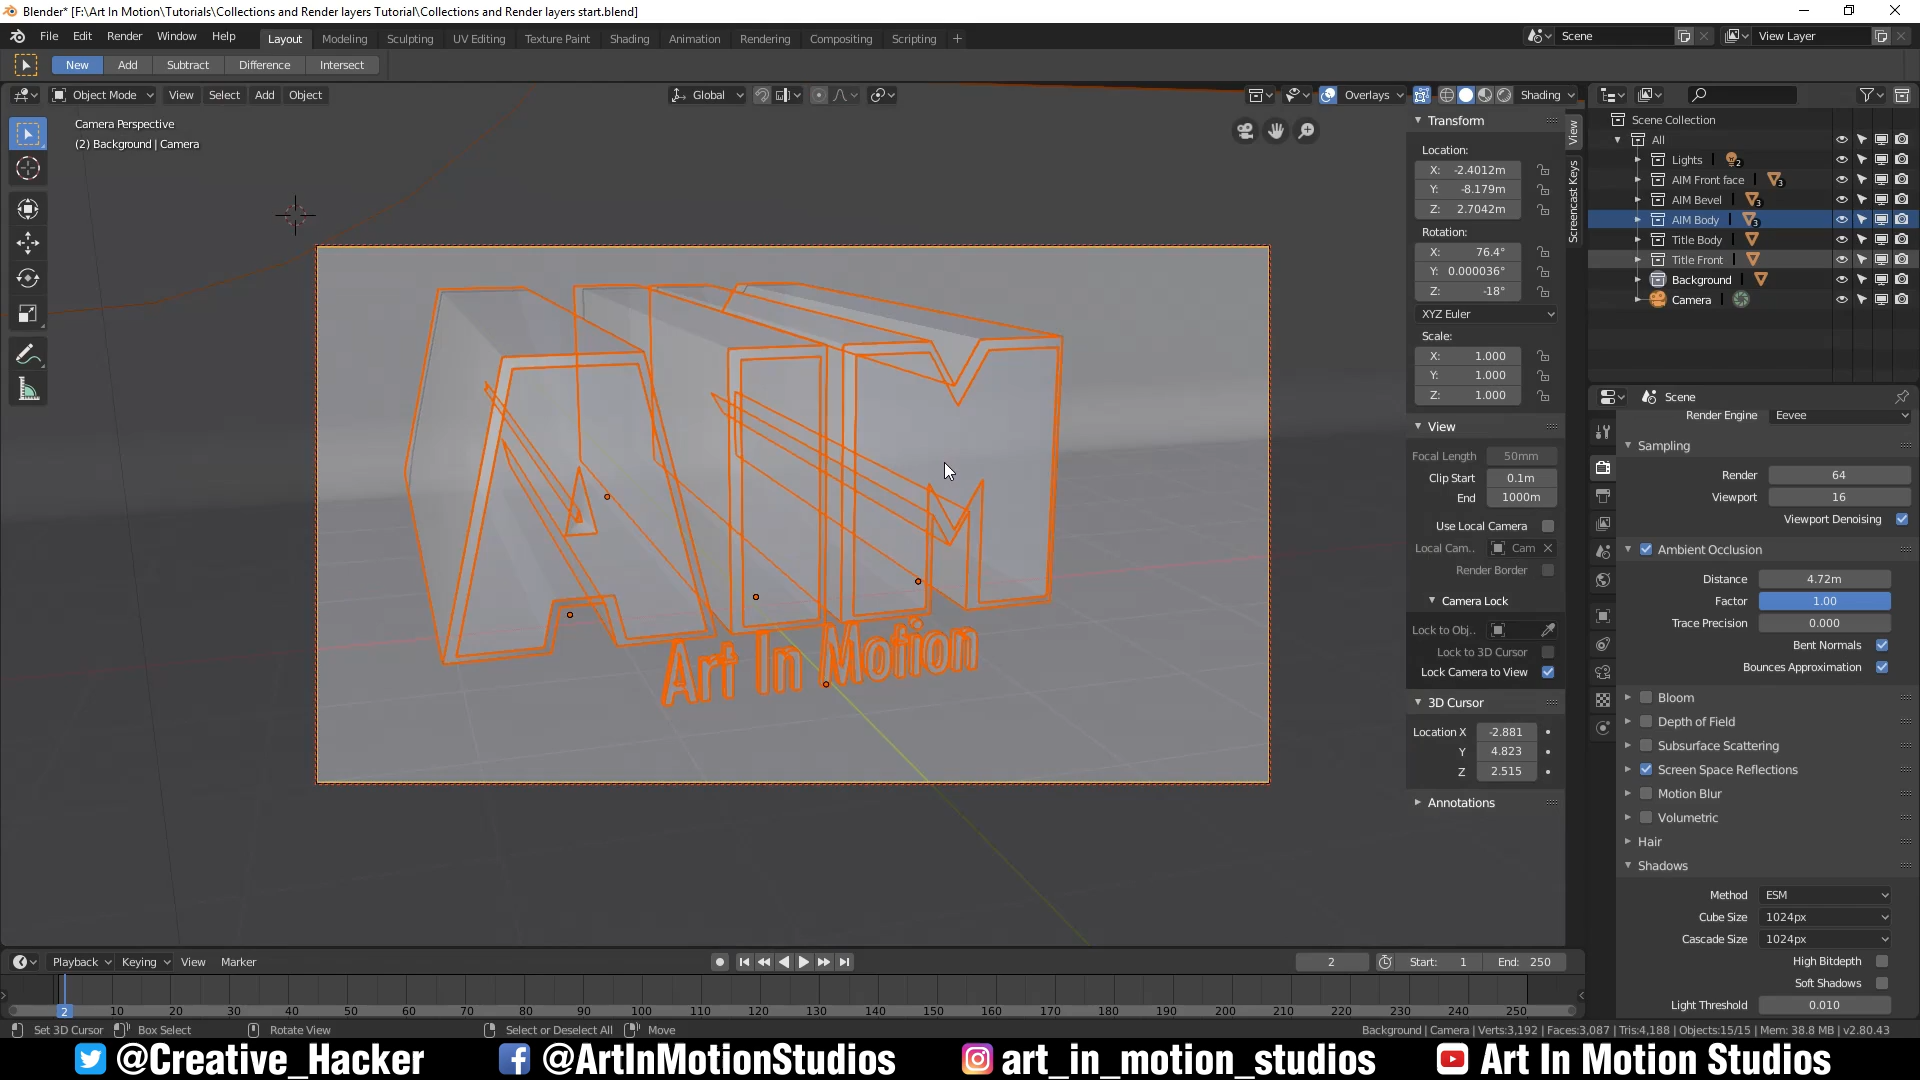 Blender* [F:\Art In Motion\Tutorials\Collections and Render layers Tutorial\Collections and Render layers start.blend]
File Edit Render Window Help Layout Modeling Sculpting UV Editing Texture Paint Shading Animation Rendering Compositing Scripting + Scene View Layer
New Add Subtract Difference Intersect
Object Mode View Select Add Object Global Overlays Shading
Camera Perspective
(2) Background | Camera
Art In Motion
Transform
Location:
X: -2.4012m
Y: -8.179m
Z: 2.7042m
Rotation:
X: 76.4°
Y: 0.000036°
Z: -18°
XYZ Euler
Scale:
X: 1.000
Y: 1.000
Z: 1.000
View
Focal Length 50mm
Clip Start 0.1m
End 1000m
Use Local Camera
Local Cam.. Cam
Render Border
Camera Lock
Lock to Obj..
Lock to 3D Cursor
Lock Camera to View
3D Cursor
Location X -2.881
Y 4.823
Z 2.515
Annotations
View
Screencast Keys
Scene Collection
All
Lights 2
AIM Front face 3
AIM Bevel 3
AIM Body 3
Title Body
Title Front
Background
Camera
Scene
Render Engine Eevee
Sampling
Render 64
Viewport 16
Viewport Denoising
Ambient Occlusion
Distance 4.72m
Factor 1.00
Trace Precision 0.000
Bent Normals
Bounces Approximation
Bloom
Depth of Field
Subsurface Scattering
Screen Space Reflections
Motion Blur
Volumetric
Hair
Shadows
Method ESM
Cube Size 1024px
Cascade Size 1024px
High Bitdepth
Soft Shadows
Light Threshold 0.010
Playback Keying View Marker 2 Start: 1 End: 250
2 10 20 30 40 50 60 70 80 90 100 110 120 130 140 150 160 170 180 190 200 210 220 230 240 250
Set 3D Cursor Box Select Rotate View Select or Deselect All Move Background | Camera | Verts:3,192 | Faces:3,087 | Tris:4,188 | Objects:15/15 | Mem: 38.8 MB | v2.80.43
@Creative_Hacker @ArtInMotionStudios art_in_motion_studios Art In Motion Studios